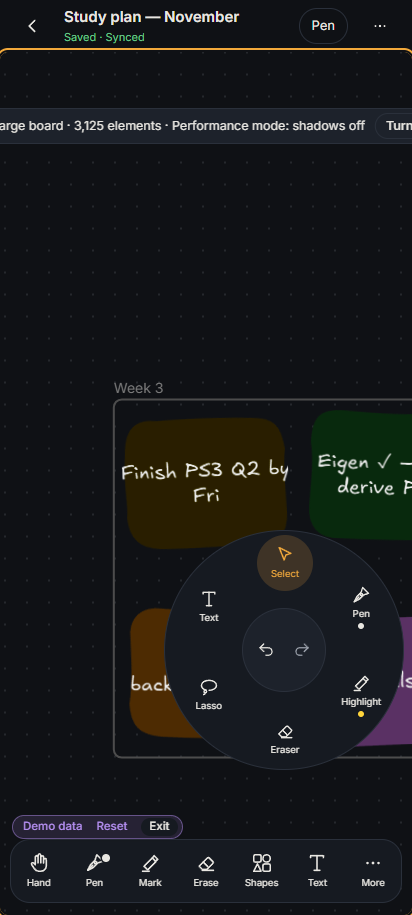 Study plan — November
Saved · Synced
Pen
arge board · 3,125 elements · Performance mode: shadows off
Turn
Week 3
Finish PS3 Q2 by
Fri
Eigen ✓ —
derive P
back
ls
Select
Text
Pen
Lasso
Highlight
Eraser
Demo data Reset Exit
Hand Pen Mark Erase Shapes Text More